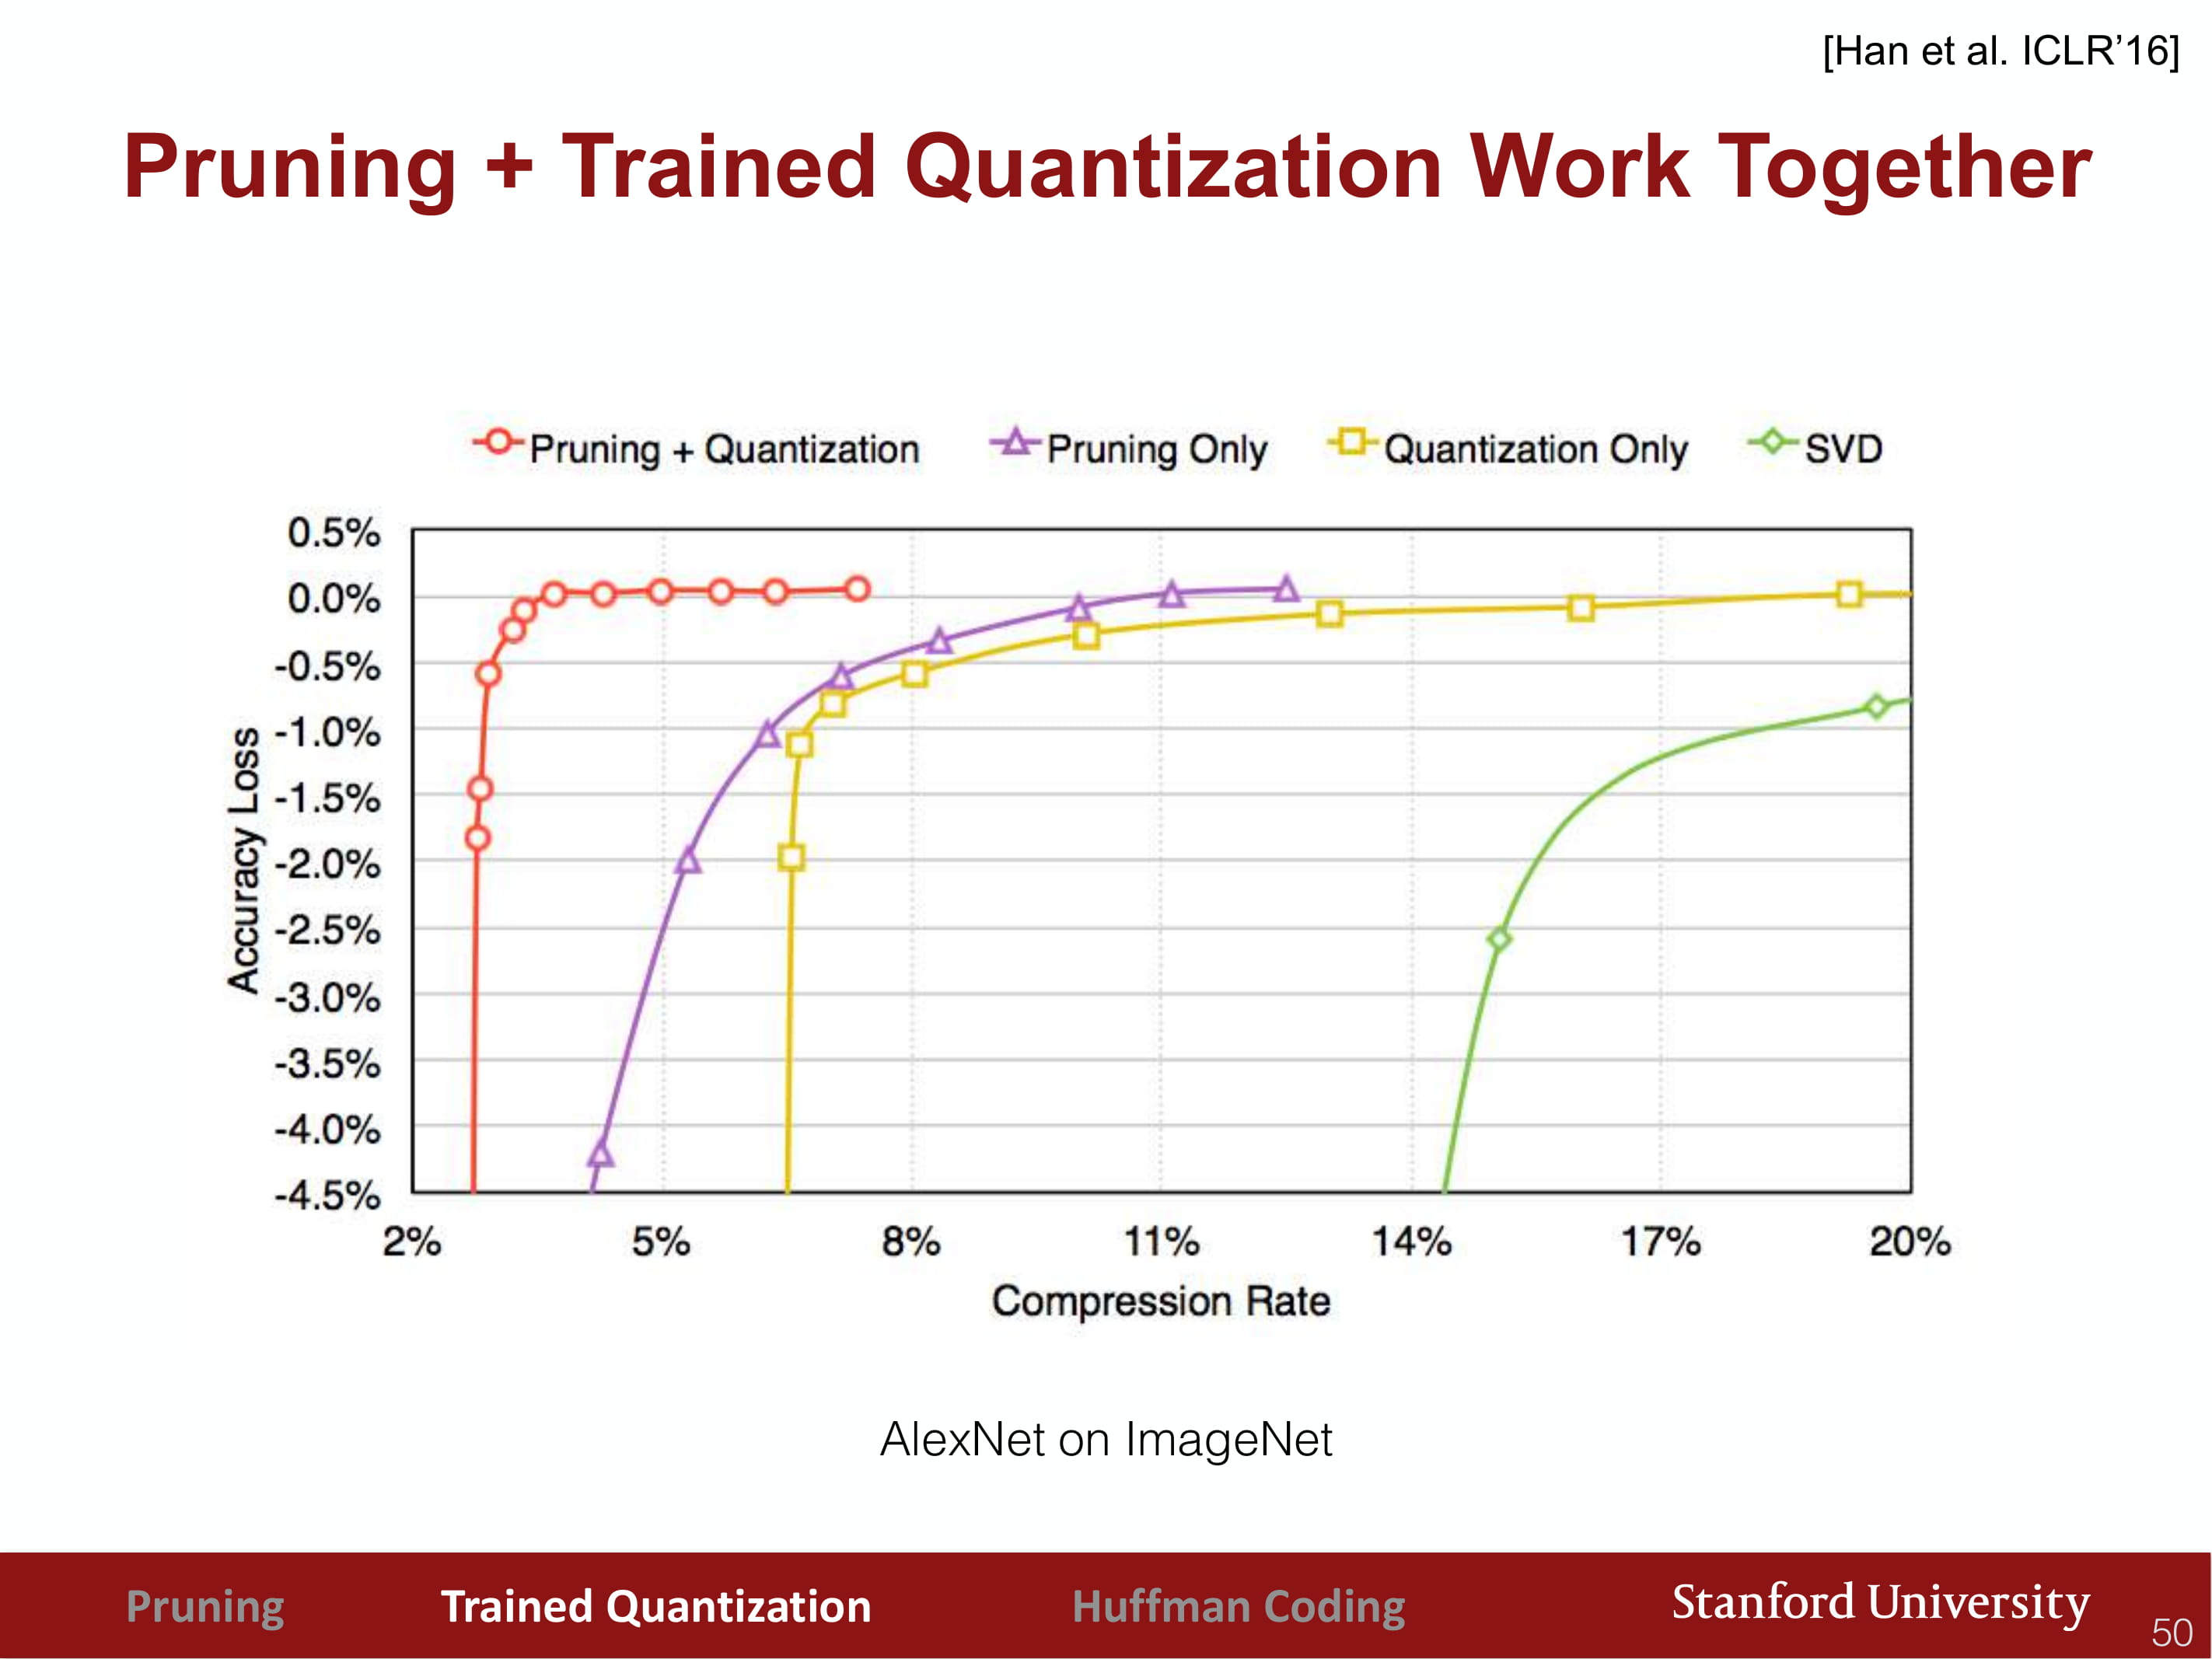 [Han et al. ICLR’16]
Pruning + Trained Quantization Work Together
Pruning + Quantization Pruning Only Quantization Only SVD
0.5%
0.0%
-0.5%
-1.0%
-1.5%
-2.0%
-2.5%
-3.0%
-3.5%
-4.0%
-4.5%
Accuracy Loss
2% 5% 8% 11% 14% 17% 20%
Compression Rate
AlexNet on ImageNet
Pruning Trained Quantization Huffman Coding Stanford University
50